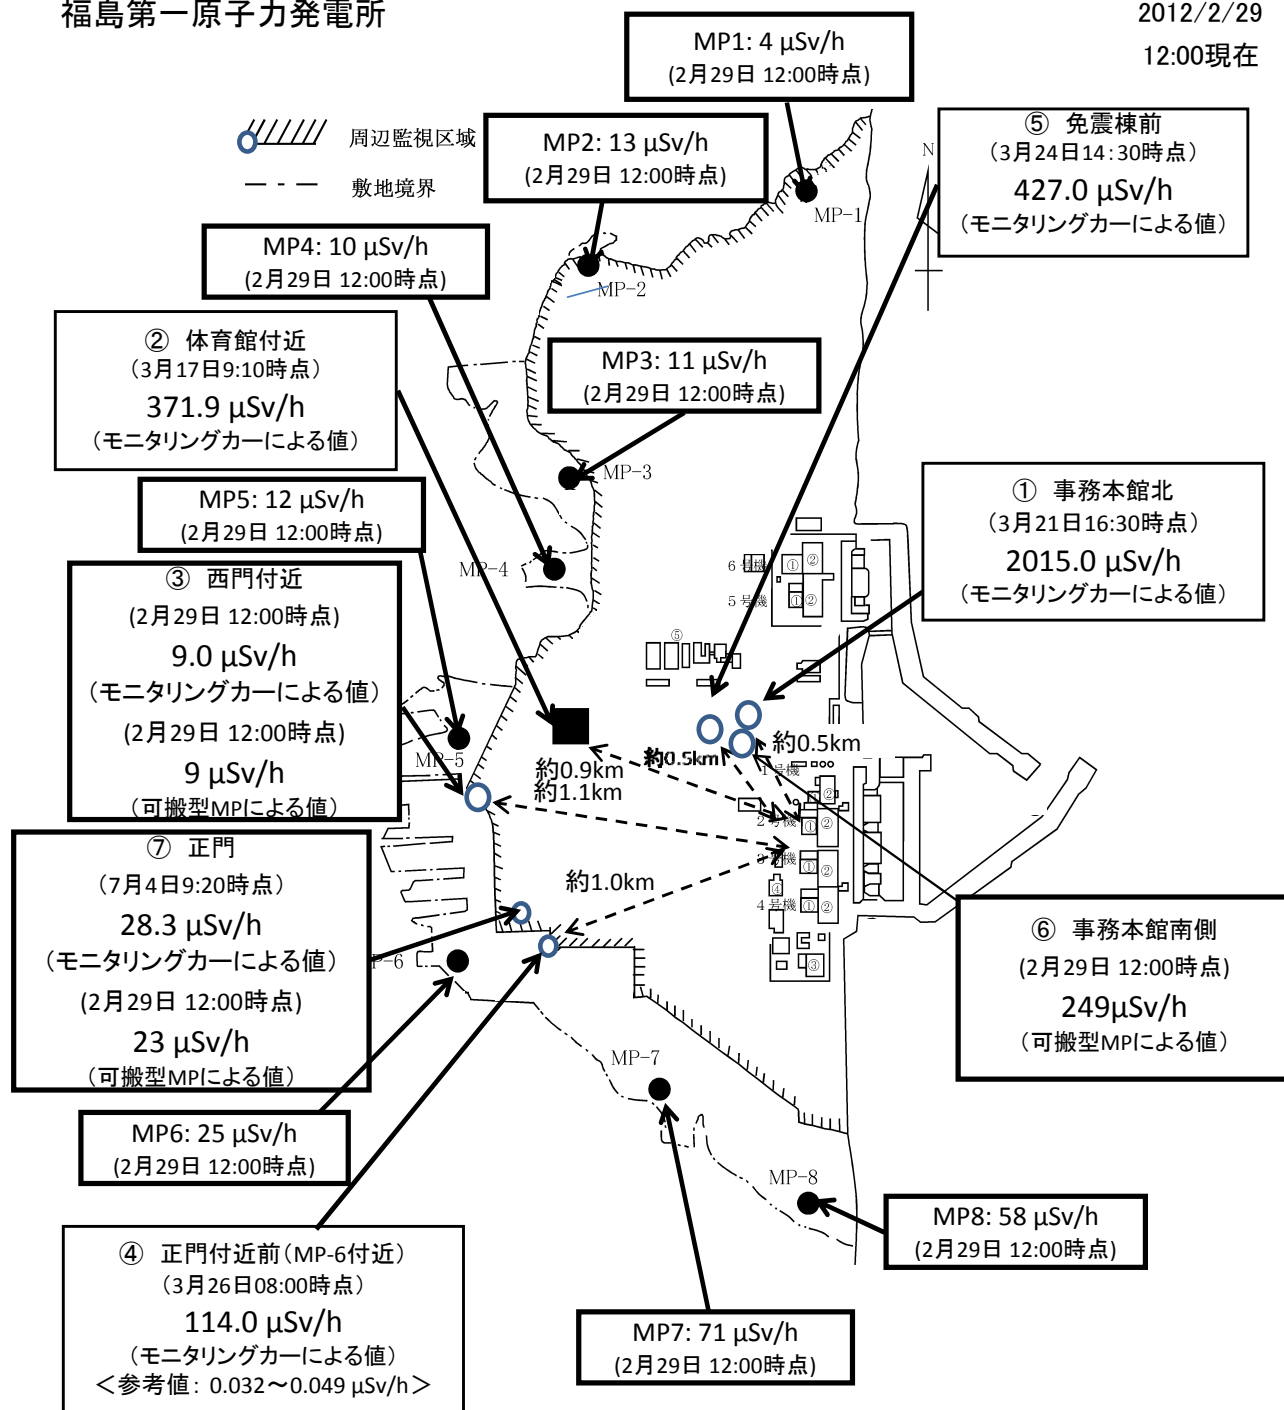 福島第一原子力発電所
2012/2/29
12:00現在
周辺監視区域
敷地境界
N
MP1: 4 μSv/h
(2月29日 12:00時点)
MP2: 13 μSv/h
(2月29日 12:00時点)
⑤ 免震棟前
(3月24日14:30時点)
427.0 μSv/h
(モニタリングカーによる値)
MP-1
MP4: 10 μSv/h
(2月29日 12:00時点)
MP-2
② 体育館付近
(3月17日9:10時点)
371.9 μSv/h
(モニタリングカーによる値)
MP3: 11 μSv/h
(2月29日 12:00時点)
MP-3
MP5: 12 μSv/h
(2月29日 12:00時点)
① 事務本館北
(3月21日16:30時点)
2015.0 μSv/h
(モニタリングカーによる値)
MP-4
6号機
① ②
5号機
① ②
⑤
③ 西門付近
(2月29日 12:00時点)
9.0 μSv/h
(モニタリングカーによる値)
(2月29日 12:00時点)
9 μSv/h
(可搬型MPによる値)
MP-5
約0.9km
約1.1km
約0.5km
約0.5km
1号機
②
2号機
① ②
3号機
① ②
④
4号機
① ②
③
約1.0km
⑦ 正門
(7月4日9:20時点)
28.3 μSv/h
(モニタリングカーによる値)
(2月29日 12:00時点)
23 μSv/h
(可搬型MPによる値)
P-6
⑥ 事務本館南側
(2月29日 12:00時点)
249μSv/h
(可搬型MPによる値)
MP-7
MP6: 25 μSv/h
(2月29日 12:00時点)
MP-8
MP8: 58 μSv/h
(2月29日 12:00時点)
④ 正門付近前(MP-6付近)
(3月26日08:00時点)
114.0 μSv/h
(モニタリングカーによる値)
<参考値: 0.032～0.049 μSv/h>
MP7: 71 μSv/h
(2月29日 12:00時点)